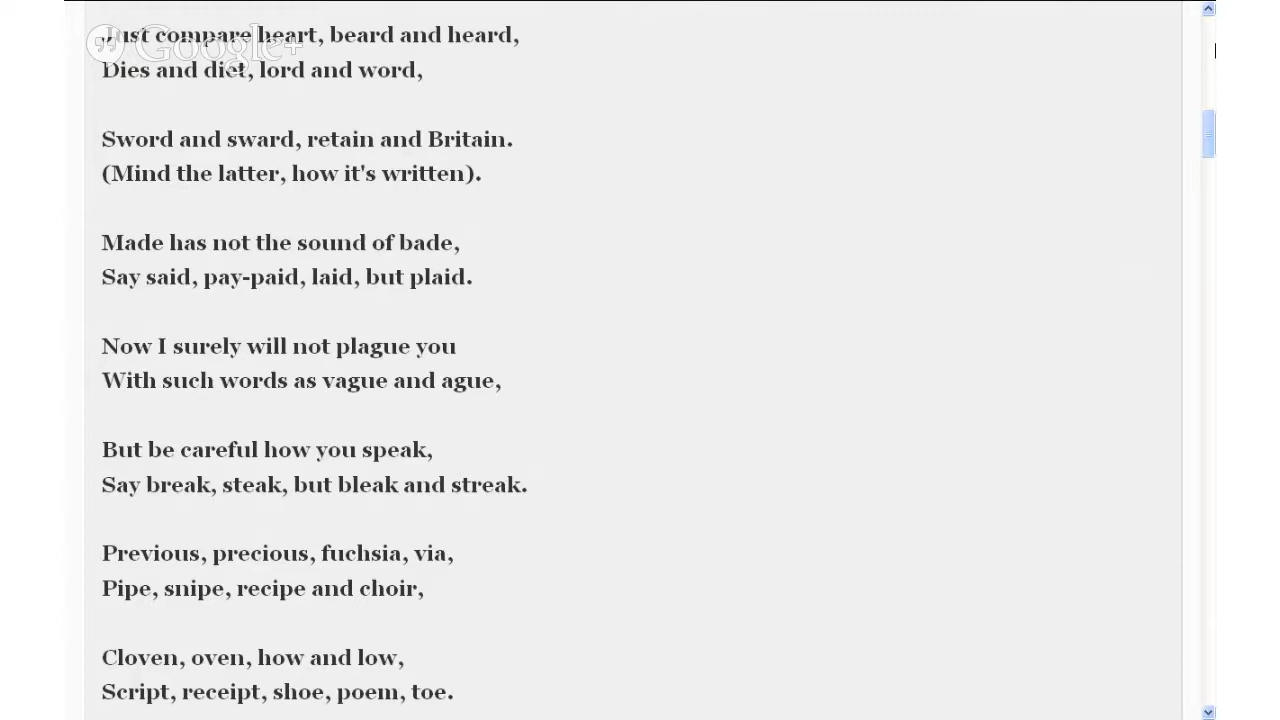 Google+
Just compare heart, beard and heard,
Dies and diet, lord and word,
Sword and sward, retain and Britain.
(Mind the latter, how it's written).
Made has not the sound of bade,
Say said, pay-paid, laid, but plaid.
Now I surely will not plague you
With such words as vague and ague,
But be careful how you speak,
Say break, steak, but bleak and streak.
Previous, precious, fuchsia, via,
Pipe, snipe, recipe and choir,
Cloven, oven, how and low,
Script, receipt, shoe, poem, toe.